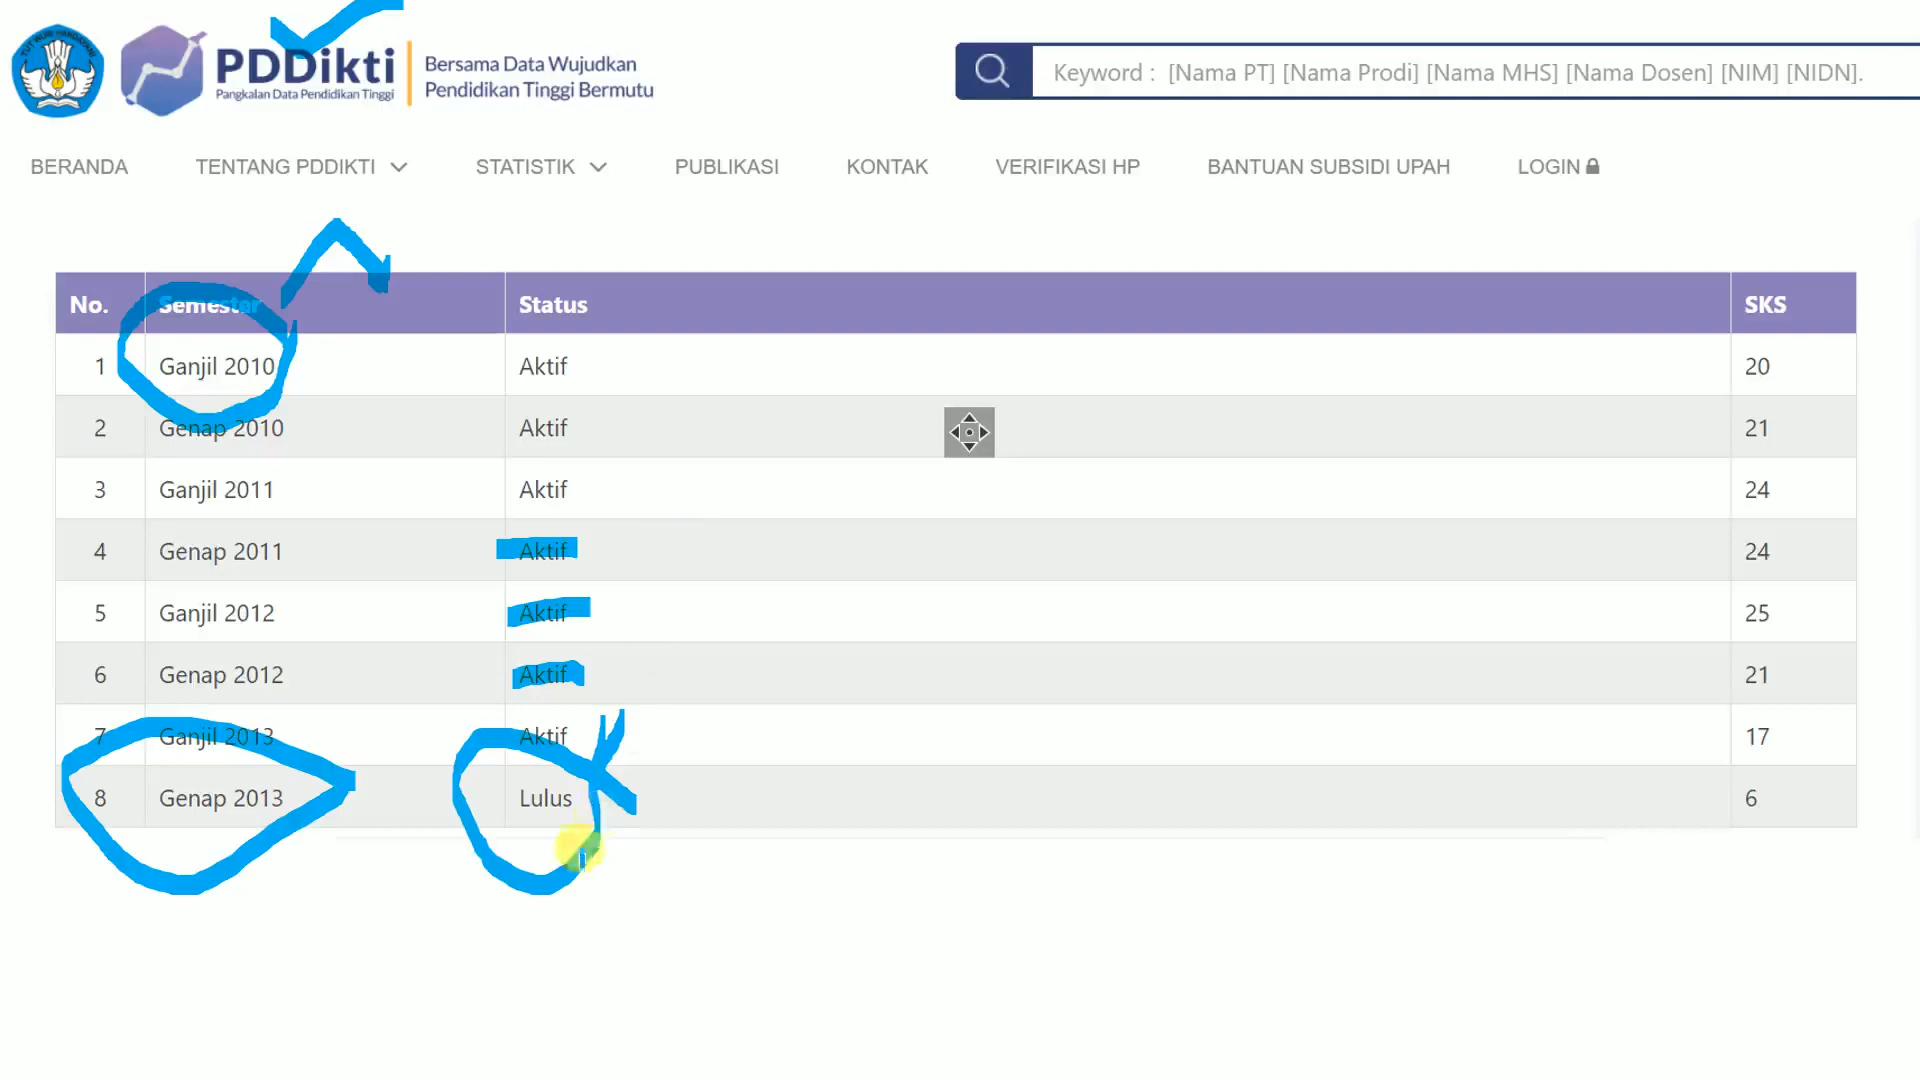 TUT WURI HANDAYANI
PDDikti
Pangkalan Data Pendidikan Tinggi
Bersama Data Wujudkan
Pendidikan Tinggi Bermutu
Keyword : [Nama PT] [Nama Prodi] [Nama MHS] [Nama Dosen] [NIM] [NIDN].
BERANDA TENTANG PDDIKTI STATISTIK PUBLIKASI KONTAK VERIFIKASI HP BANTUAN SUBSIDI UPAH LOGIN
No. Semester Status SKS
1 Ganjil 2010 Aktif 20
2 Genap 2010 Aktif 21
3 Ganjil 2011 Aktif 24
4 Genap 2011 Aktif 24
5 Ganjil 2012 Aktif 25
6 Genap 2012 Aktif 21
7 Ganjil 2013 Aktif 17
8 Genap 2013 Lulus 6